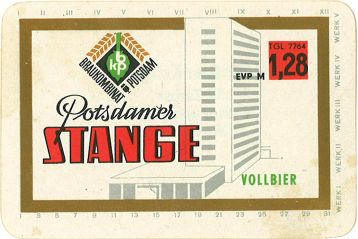 I II III IV V VI VII VIII IX X XI XII
BRAUKOMBINAT POTSDAM
Potsdamer
STANGE
TGL 7764
EVP M 1,28
VOLLBIER
WERK I WERK II WERK III WERK IV WERK V
1 3 5 7 9 11 13 15 17 19 21 23 25 27 29 31